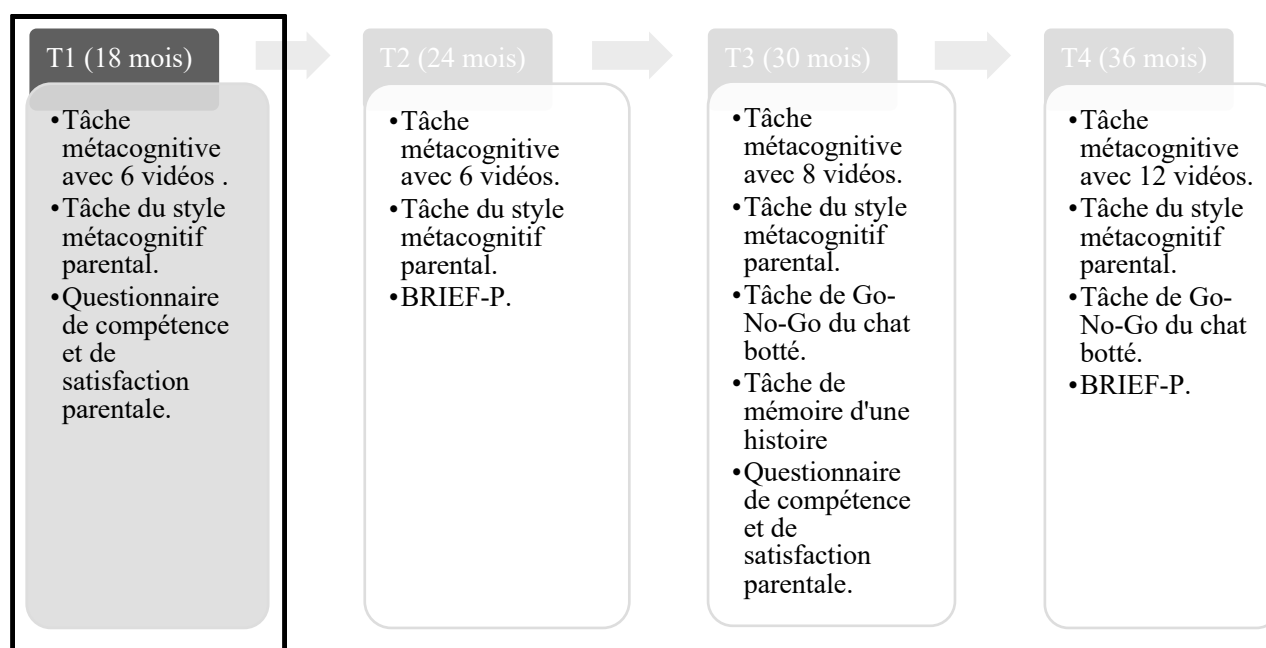 T1 (18 mois)
•Tâche
métacognitive
avec 6 vidéos .
•Tâche du style
métacognitif
parental.
•Questionnaire
de compétence
et de
satisfaction
parentale.
T2 (24 mois)
•Tâche
métacognitive
avec 6 vidéos.
•Tâche du style
métacognitif
parental.
•BRIEF-P.
T3 (30 mois)
•Tâche
métacognitive
avec 8 vidéos.
•Tâche du style
métacognitif
parental.
•Tâche de Go-
No-Go du chat
botté.
•Tâche de
mémoire d'une
histoire
•Questionnaire
de compétence
et de
satisfaction
parentale.
T4 (36 mois)
•Tâche
métacognitive
avec 12 vidéos.
•Tâche du style
métacognitif
parental.
•Tâche de Go-
No-Go du chat
botté.
•BRIEF-P.